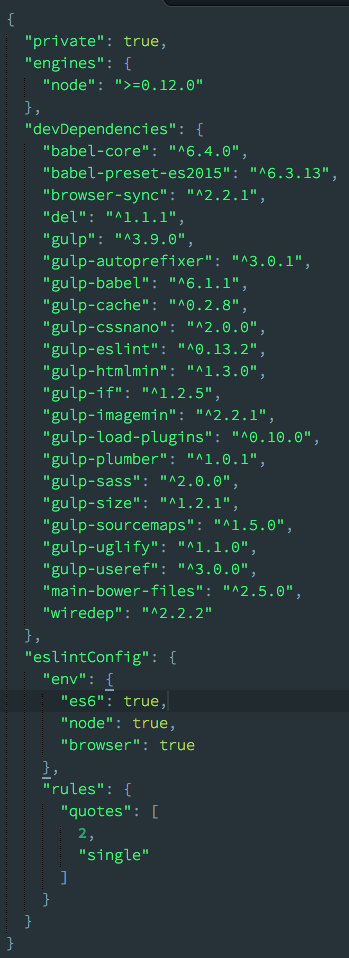 {
  "private": true,
  "engines": {
    "node": ">=0.12.0"
  },
  "devDependencies": {
    "babel-core": "^6.4.0",
    "babel-preset-es2015": "^6.3.13",
    "browser-sync": "^2.2.1",
    "del": "^1.1.1",
    "gulp": "^3.9.0",
    "gulp-autoprefixer": "^3.0.1",
    "gulp-babel": "^6.1.1",
    "gulp-cache": "^0.2.8",
    "gulp-cssnano": "^2.0.0",
    "gulp-eslint": "^0.13.2",
    "gulp-htmlmin": "^1.3.0",
    "gulp-if": "^1.2.5",
    "gulp-imagemin": "^2.2.1",
    "gulp-load-plugins": "^0.10.0",
    "gulp-plumber": "^1.0.1",
    "gulp-sass": "^2.0.0",
    "gulp-size": "^1.2.1",
    "gulp-sourcemaps": "^1.5.0",
    "gulp-uglify": "^1.1.0",
    "gulp-useref": "^3.0.0",
    "main-bower-files": "^2.5.0",
    "wiredep": "^2.2.2"
  },
  "eslintConfig": {
    "env": {
      "es6": true,
      "node": true,
      "browser": true
    },
    "rules": {
      "quotes": [
        2,
        "single"
      ]
    }
  }
}